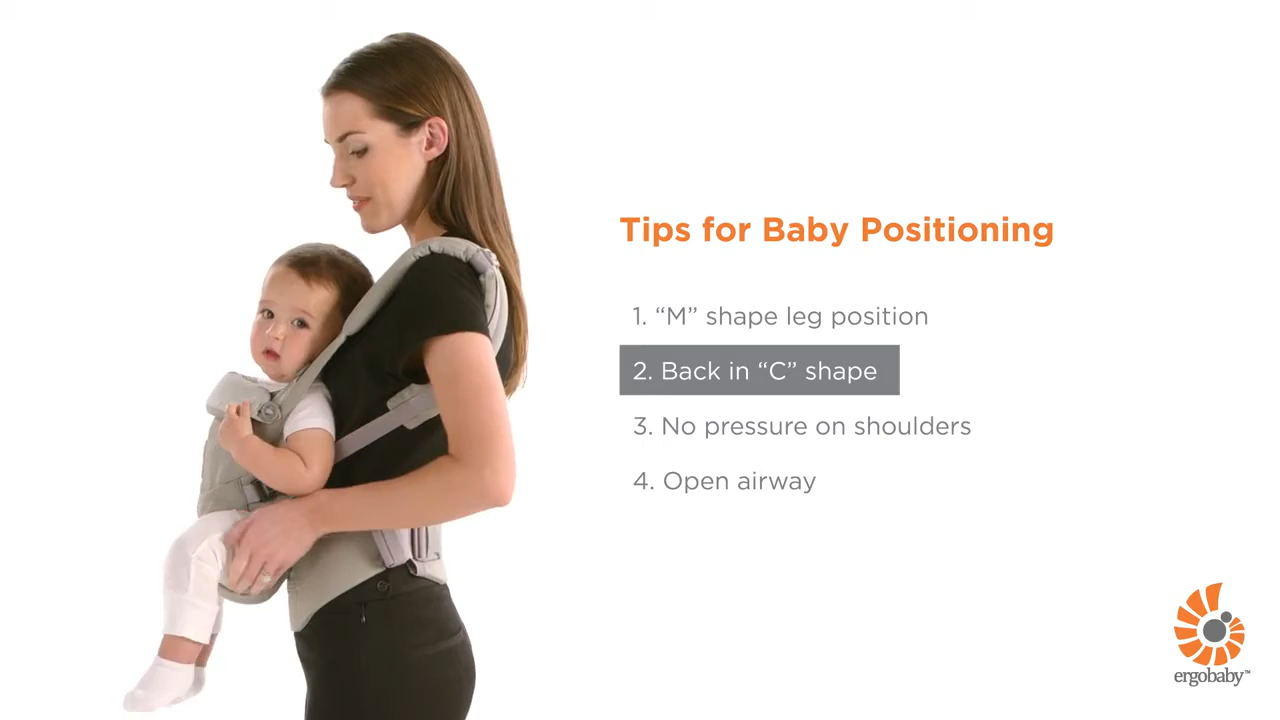 Tips for Baby Positioning
1. “M” shape leg position
2. Back in “C” shape
3. No pressure on shoulders
4. Open airway
ergobaby™